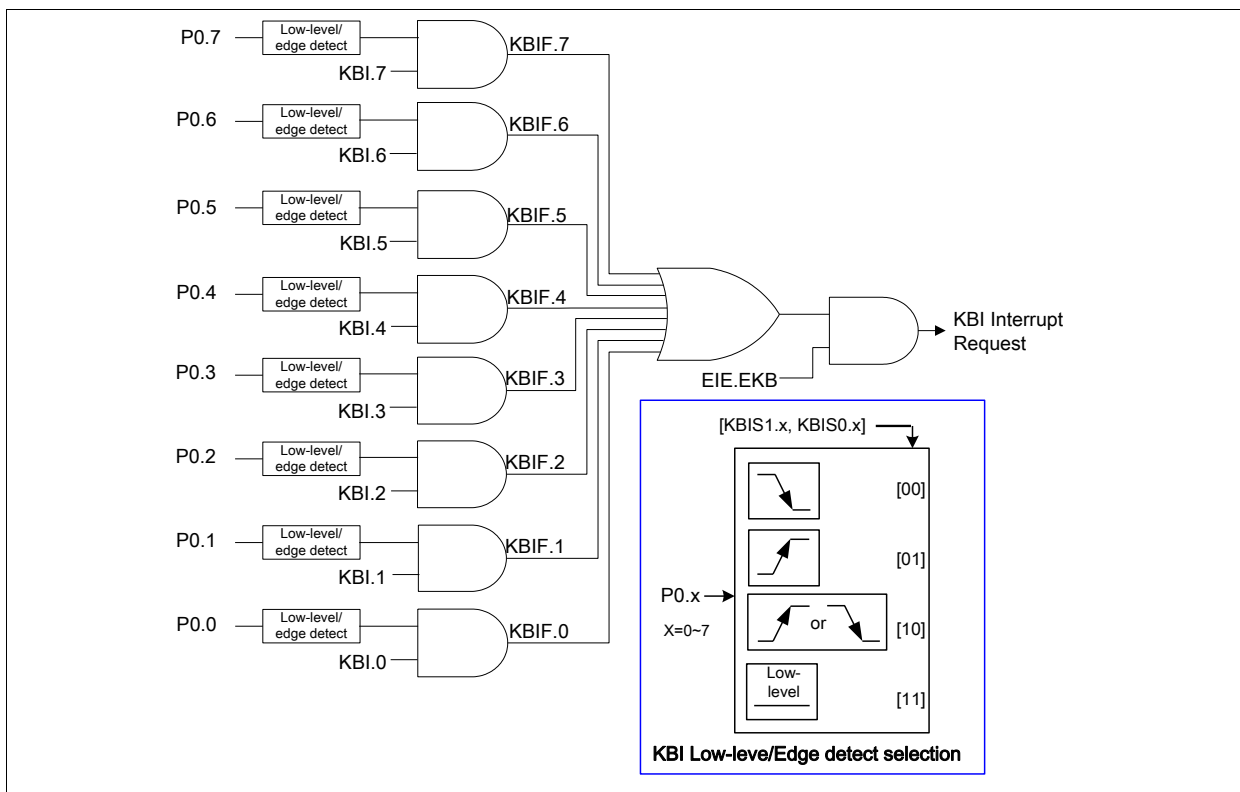 P0.7
Low-level/
edge detect
KBI.7
KBIF.7
P0.6
Low-level/
edge detect
KBI.6
KBIF.6
P0.5
Low-level/
edge detect
KBI.5
KBIF.5
P0.4
Low-level/
edge detect
KBI.4
KBIF.4
P0.3
Low-level/
edge detect
KBI.3
KBIF.3
P0.2
Low-level/
edge detect
KBI.2
KBIF.2
P0.1
Low-level/
edge detect
KBI.1
KBIF.1
P0.0
Low-level/
edge detect
KBI.0
KBIF.0
EIE.EKB
KBI Interrupt
Request
[KBIS1.x, KBIS0.x]
[00]
[01]
P0.x
X=0~7
or
[10]
Low-
level
[11]
KBI Low-leve/Edge detect selection